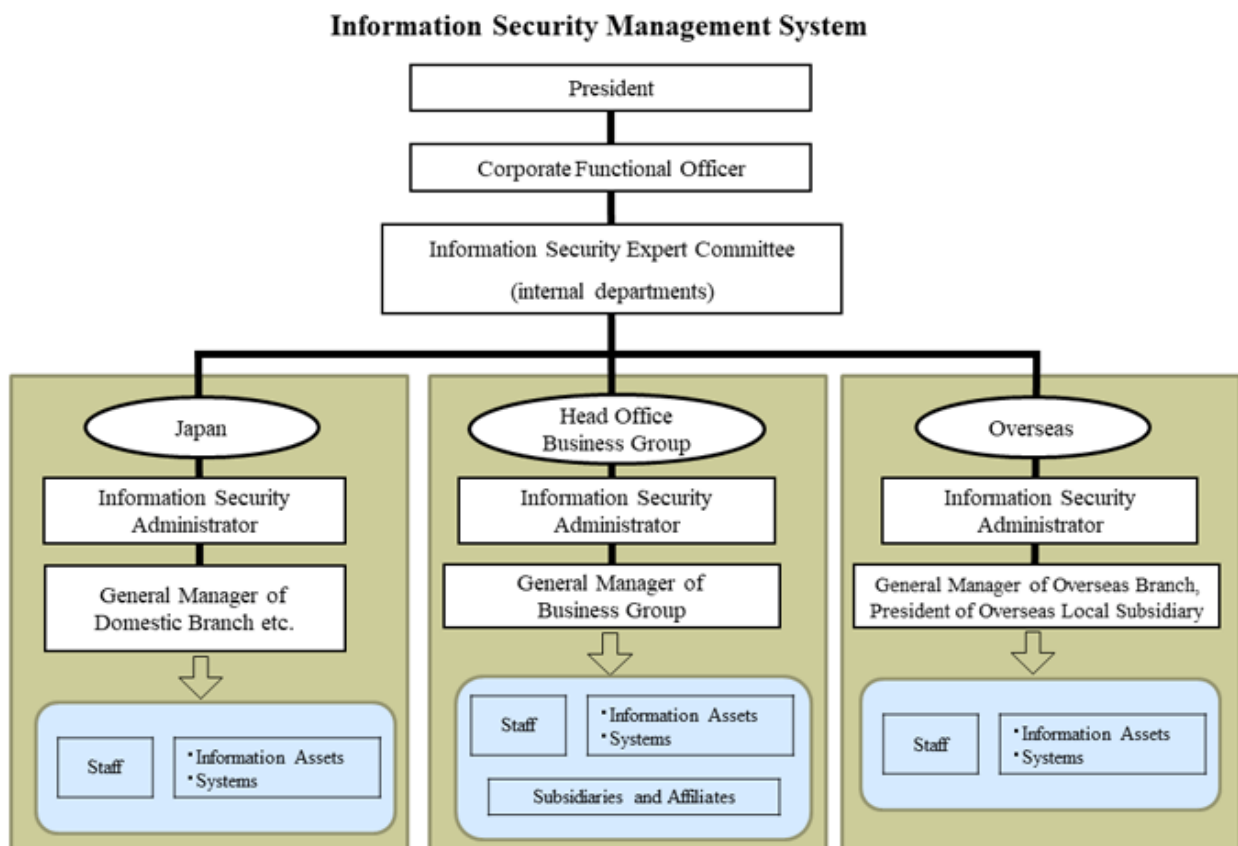 Information Security Management System
President
Corporate Functional Officer
Information Security Expert Committee
(internal departments)
Japan
Information Security
Administrator
General Manager of
Domestic Branch etc.
Staff
・Information Assets
・Systems
Head Office
Business Group
Information Security
Administrator
General Manager of
Business Group
Staff
・Information Assets
・Systems
Subsidiaries and Affiliates
Overseas
Information Security
Administrator
General Manager of Overseas Branch,
President of Overseas Local Subsidiary
Staff
・Information Assets
・Systems